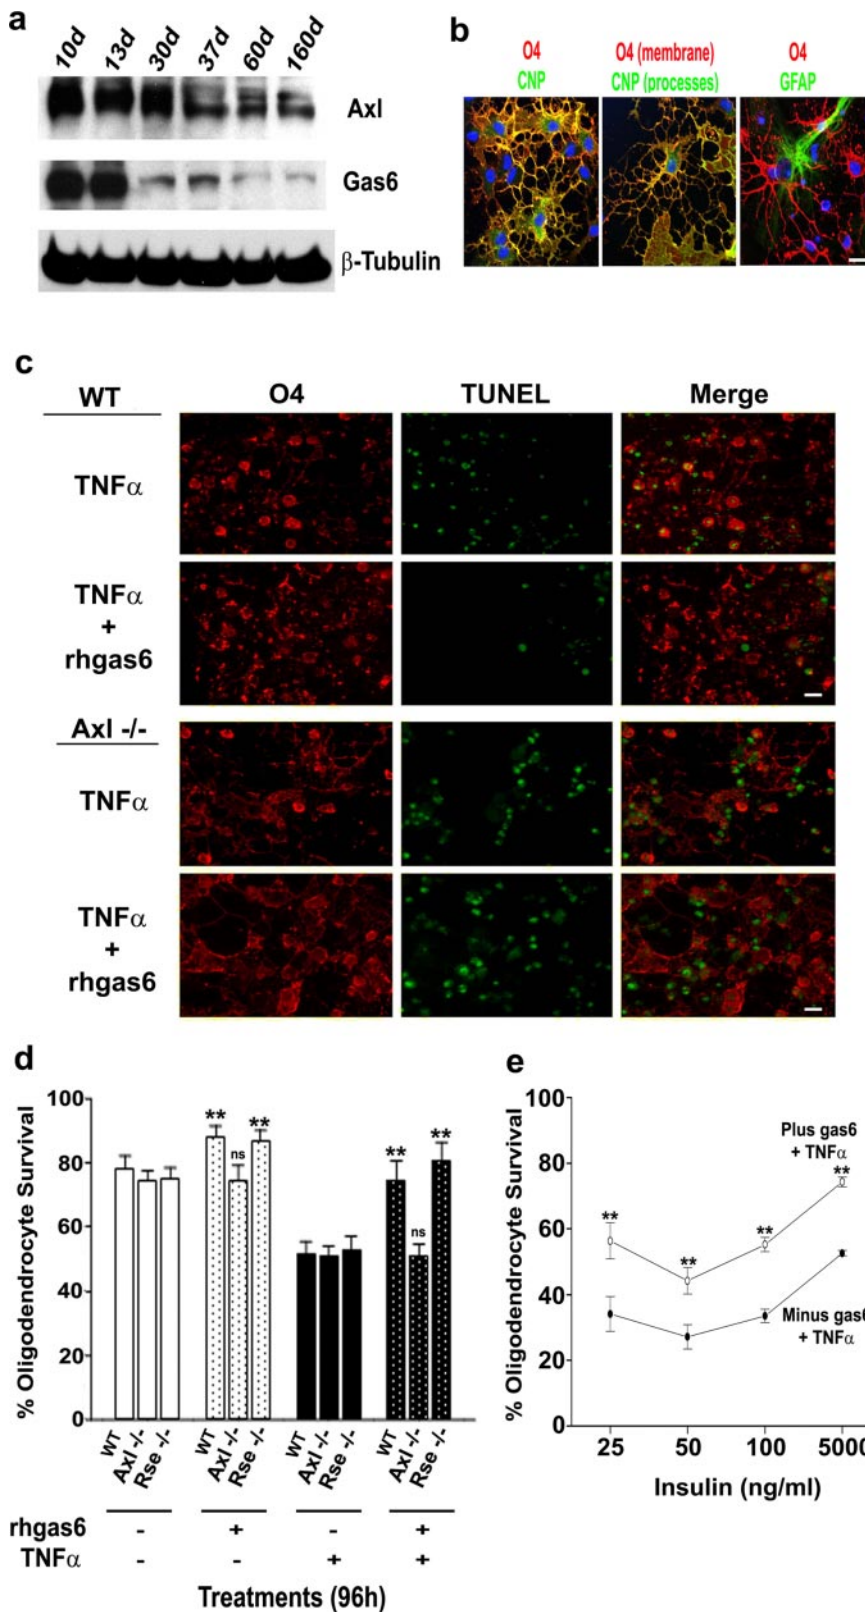 a
10d 13d 30d 37d 60d 160d
Axl
Gas6
β-Tubulin
b
O4 O4 (membrane) O4
CNP CNP (processes) GFAP
c
WT O4 TUNEL Merge
TNFα
TNFα
+
rhgas6
Axl -/-
TNFα
TNFα
+
rhgas6
d
% Oligodendrocyte Survival
100
80
60
40
20
0
** ns **
** ns **
WT Axl -/- Rse -/- WT Axl -/- Rse -/- WT Axl -/- Rse -/- WT Axl -/- Rse -/-
rhgas6 - + - +
TNFα - - + +
Treatments (96h)
e
% Oligodendrocyte Survival
100
80
60
40
20
0
Plus gas6
+ TNFα
** ** ** **
Minus gas6
+ TNFα
25 50 100 5000
Insulin (ng/ml)